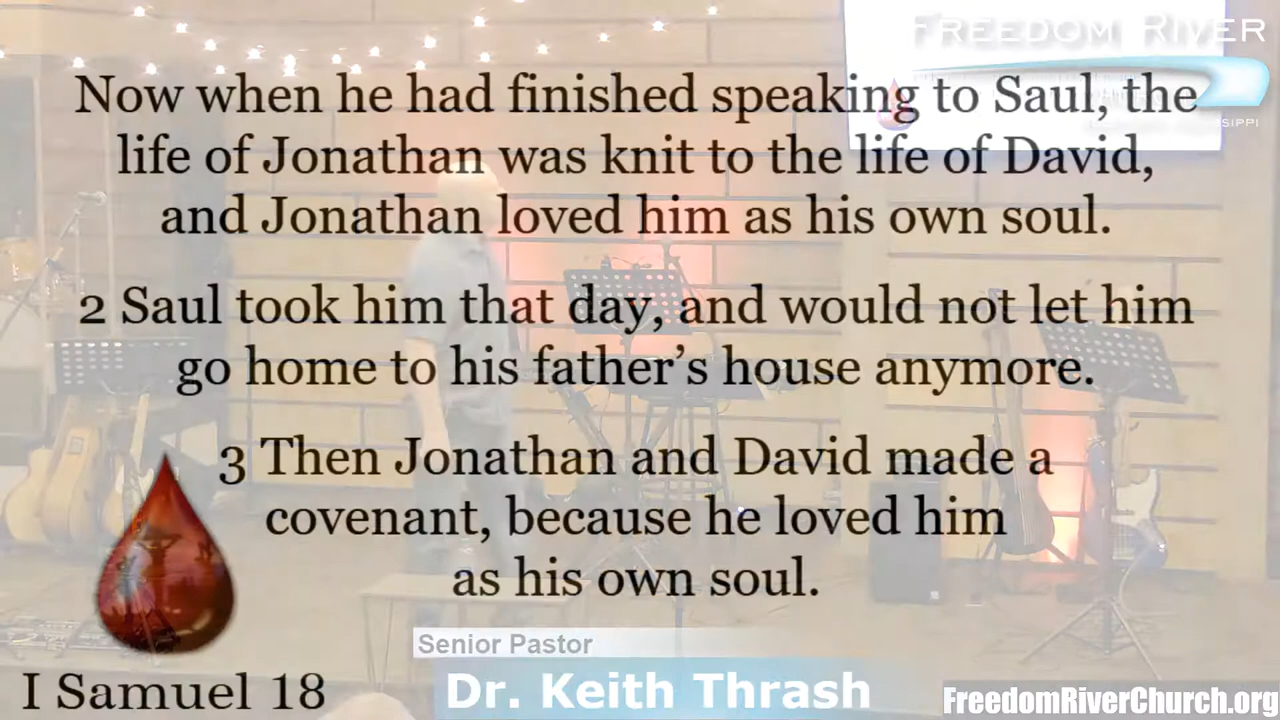 FREEDOM RIVER
Now when he had finished speaking to Saul, the
life of Jonathan was knit to the life of David,
and Jonathan loved him as his own soul.
2 Saul took him that day, and would not let him
go home to his father’s house anymore.
3 Then Jonathan and David made a
covenant, because he loved him
as his own soul.
Senior Pastor
I Samuel 18
Dr. Keith Thrash
FreedomRiverChurch.org